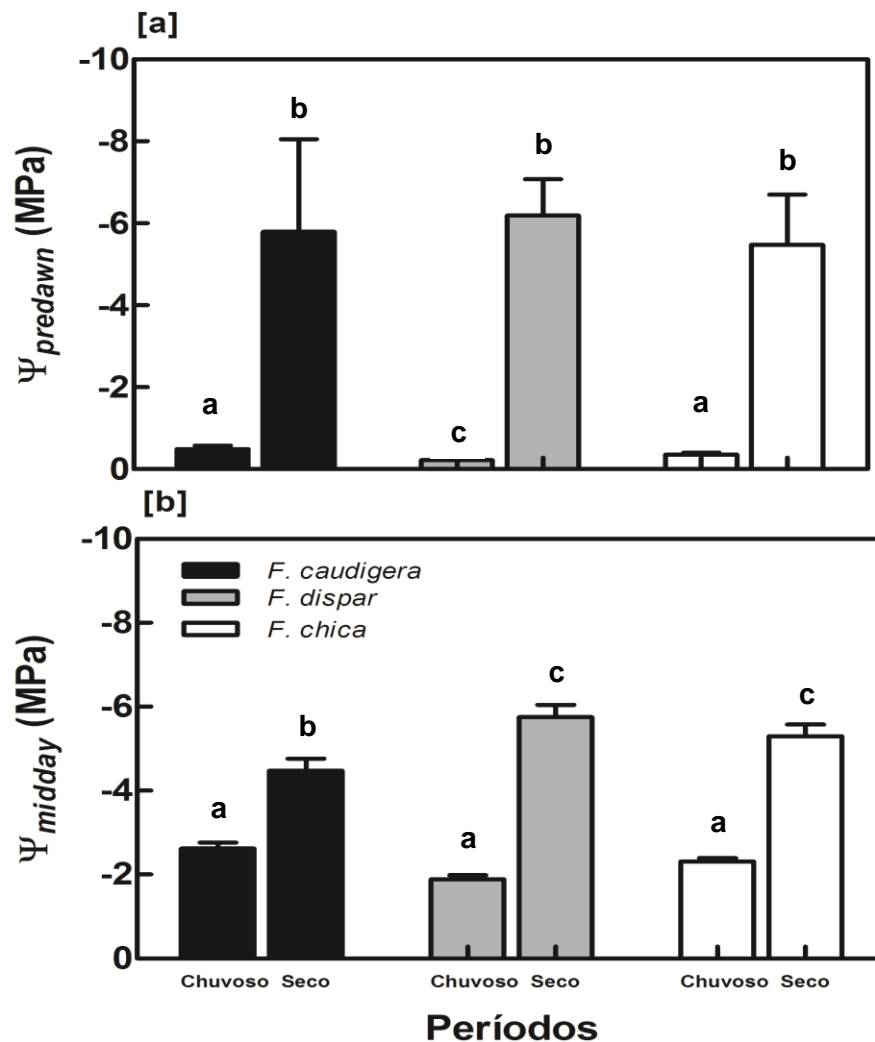 [a]
-10
-8
-6
-4
-2
0
Ψpredawn (MPa)
a
b
c
b
a
b
[b]
-10
-8
-6
-4
-2
0
Ψmidday (MPa)
F. caudigera
F. dispar
F. chica
a
b
a
c
a
c
Chuvoso Seco
Chuvoso Seco
Chuvoso Seco
Períodos